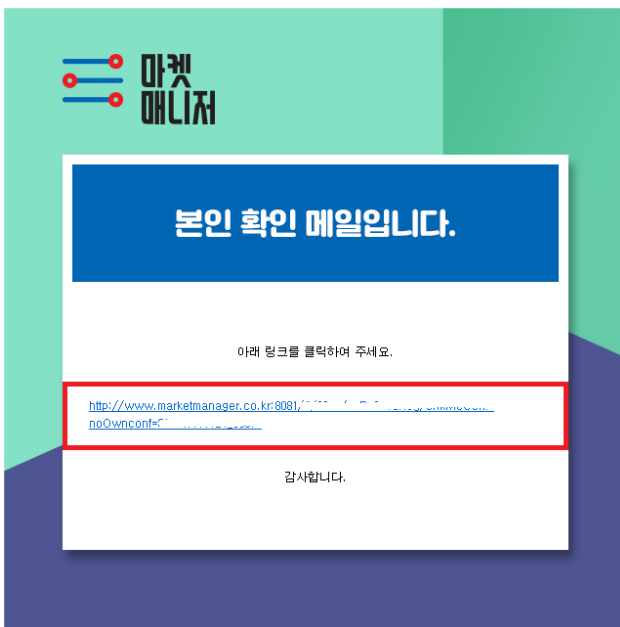 마켓
매니저
본인 확인 메일입니다.
아래 링크를 클릭하여 주세요.
http://www.marketmanager.co.kr:8081/
noOwnconf=
감사합니다.